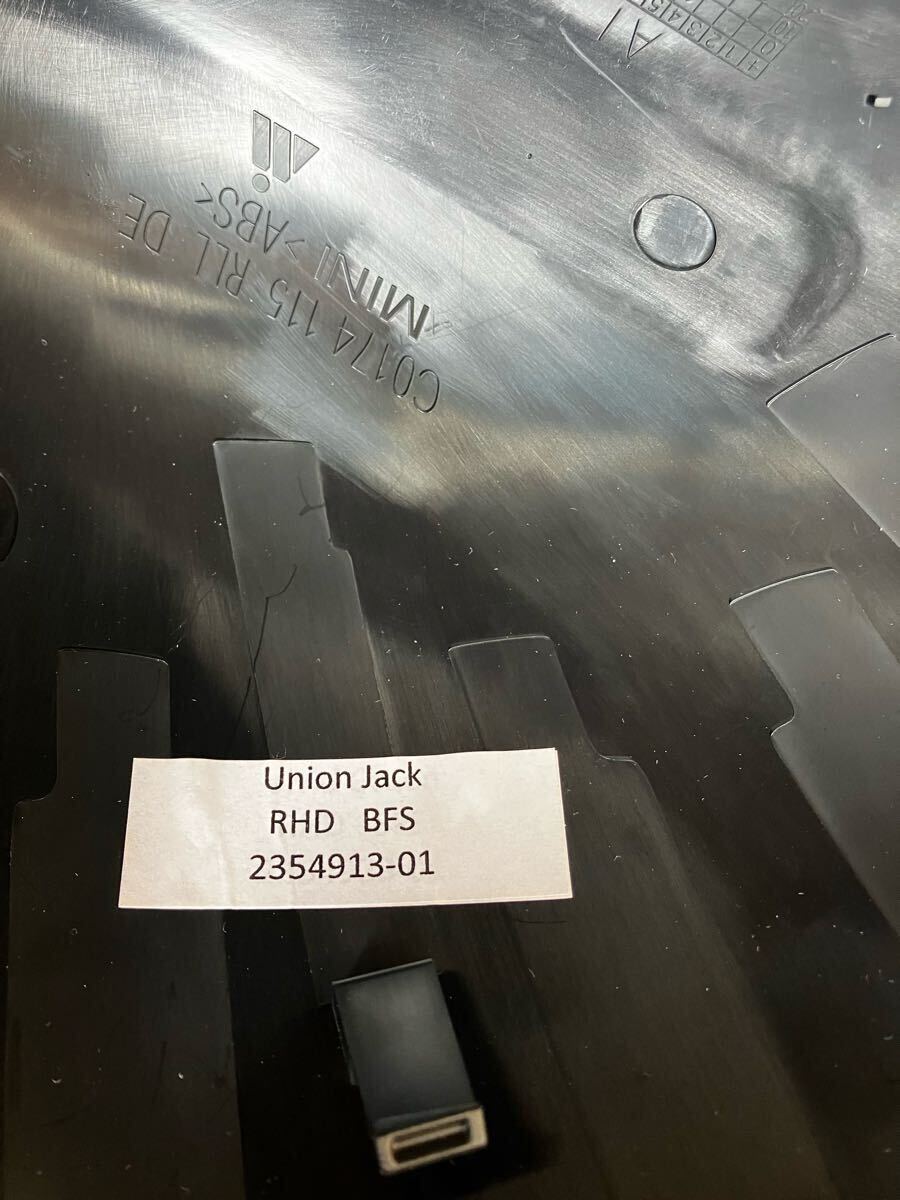 Union Jack
RHD BFS
2354913-01
C0174 115 RLL DE
MINI >ABS<